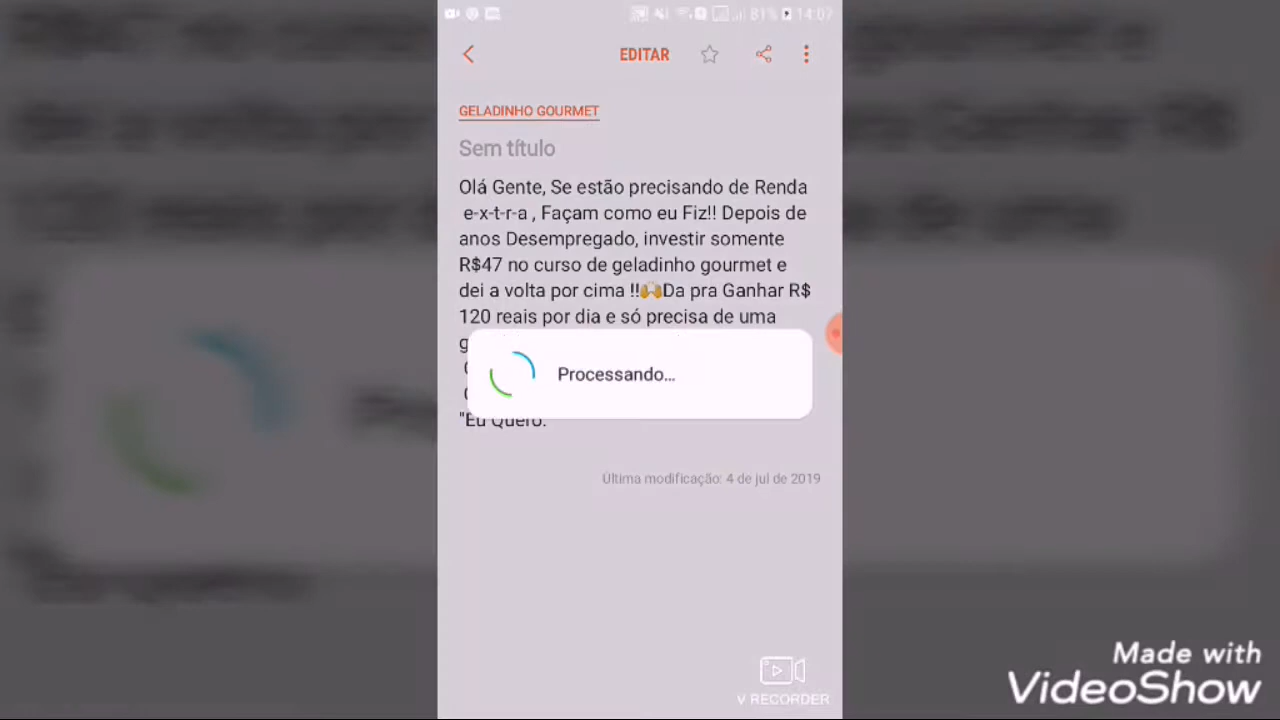 81% 14:07
EDITAR
GELADINHO GOURMET
Sem título
Olá Gente, Se estão precisando de Renda
e-x-t-r-a , Façam como eu Fiz!! Depois de
anos Desempregado, investir somente
R$47 no curso de geladinho gourmet e
dei a volta por cima !!🙌Da pra Ganhar R$
120 reais por dia e só precisa de uma
Processando...
"Eu Quero.
Última modificação: 4 de jul de 2019
V RECORDER
Made with
VideoShow